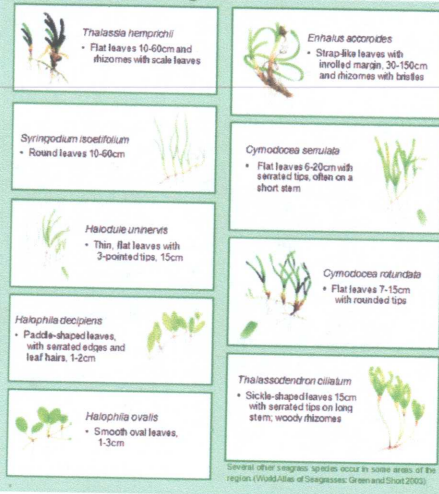 Thalassia hemprichii
• Flat leaves 10-60cm and
rhizomes with scale leaves
Syringodium isoetifolium
• Round leaves 10-60cm
Halodule uninervis
• Thin, flat leaves with
3-pointed tips, 15cm
Halophila decipiens
• Paddle-shaped leaves,
with serrated edges and
leaf hairs, 1-2cm
Halophila ovalis
• Smooth oval leaves,
1-3cm
Enhalus accoroides
• Strap-like leaves with
inrolled margin, 30-150cm
and rhizomes with bristles
Cymodocea serrulata
• Flat leaves 6-20cm with
serrated tips, often on a
short stem
Cymodocea rotundata
• Flat leaves 7-15cm
with rounded tips
Thalassodendron ciliatum
• Sickle-shaped leaves 15cm
with serrated tips on long
stem; woody rhizomes
Several other seagrass species occur in some areas of the
region (World Atlas of Seagrasses: Green and Short 2003)